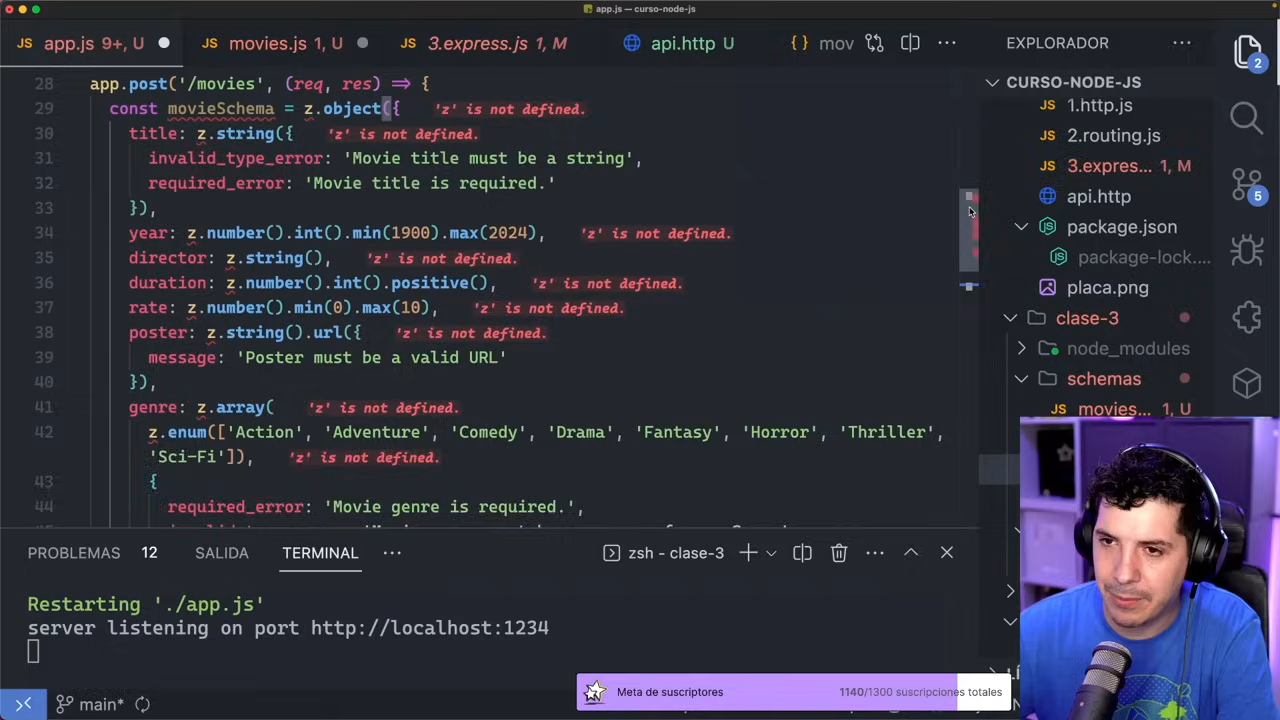 app.js — curso-node-js
app.js 9+, U
movies.js 1, U
3.express.js 1, M
api.http U
{} mov
EXPLORADOR
28 app.post('/movies', (req, res) => {
29 const movieSchema = z.object({ 'z' is not defined.
30 title: z.string({ 'z' is not defined.
31 invalid_type_error: 'Movie title must be a string',
32 required_error: 'Movie title is required.'
33 }),
34 year: z.number().int().min(1900).max(2024), 'z' is not defined.
35 director: z.string(), 'z' is not defined.
36 duration: z.number().int().positive(), 'z' is not defined.
37 rate: z.number().min(0).max(10), 'z' is not defined.
38 poster: z.string().url({ 'z' is not defined.
39 message: 'Poster must be a valid URL'
40 }),
41 genre: z.array( 'z' is not defined.
42 z.enum(['Action', 'Adventure', 'Comedy', 'Drama', 'Fantasy', 'Horror', 'Thriller',
'Sci-Fi']), 'z' is not defined.
43 {
44 required_error: 'Movie genre is required.',
CURSO-NODE-JS
JS 1.http.js
JS 2.routing.js
JS 3.expres... 1, M
api.http
package.json
package-lock....
placa.png
clase-3
node_modules
schemas
JS movies... 1, U
2
5
PROBLEMAS 12
SALIDA
TERMINAL
zsh - clase-3
Restarting './app.js'
server listening on port http://localhost:1234
main*
Meta de suscriptores
1140/1300 suscripciones totales